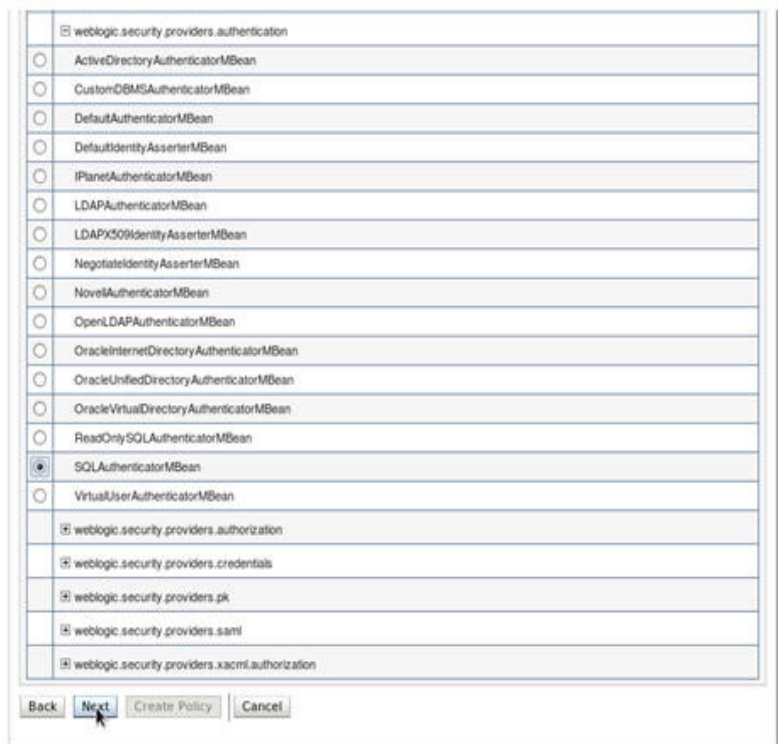 weblogic.security.providers.authentication
ActiveDirectoryAuthenticatorMBean
CustomDBMSAuthenticatorMBean
DefaultAuthenticatorMBean
DefaultIdentityAsserterMBean
IPlanetAuthenticatorMBean
LDAPAuthenticatorMBean
LDAPX509IdentityAsserterMBean
NegotiateIdentityAsserterMBean
NovellAuthenticatorMBean
OpenLDAPAuthenticatorMBean
OracleInternetDirectoryAuthenticatorMBean
OracleUnifiedDirectoryAuthenticatorMBean
OracleVirtualDirectoryAuthenticatorMBean
ReadOnlySQLAuthenticatorMBean
SQLAuthenticatorMBean
VirtualUserAuthenticatorMBean
weblogic.security.providers.authorization
weblogic.security.providers.credentials
weblogic.security.providers.pk
weblogic.security.providers.saml
weblogic.security.providers.xacml.authorization
Back Next Create Policy Cancel